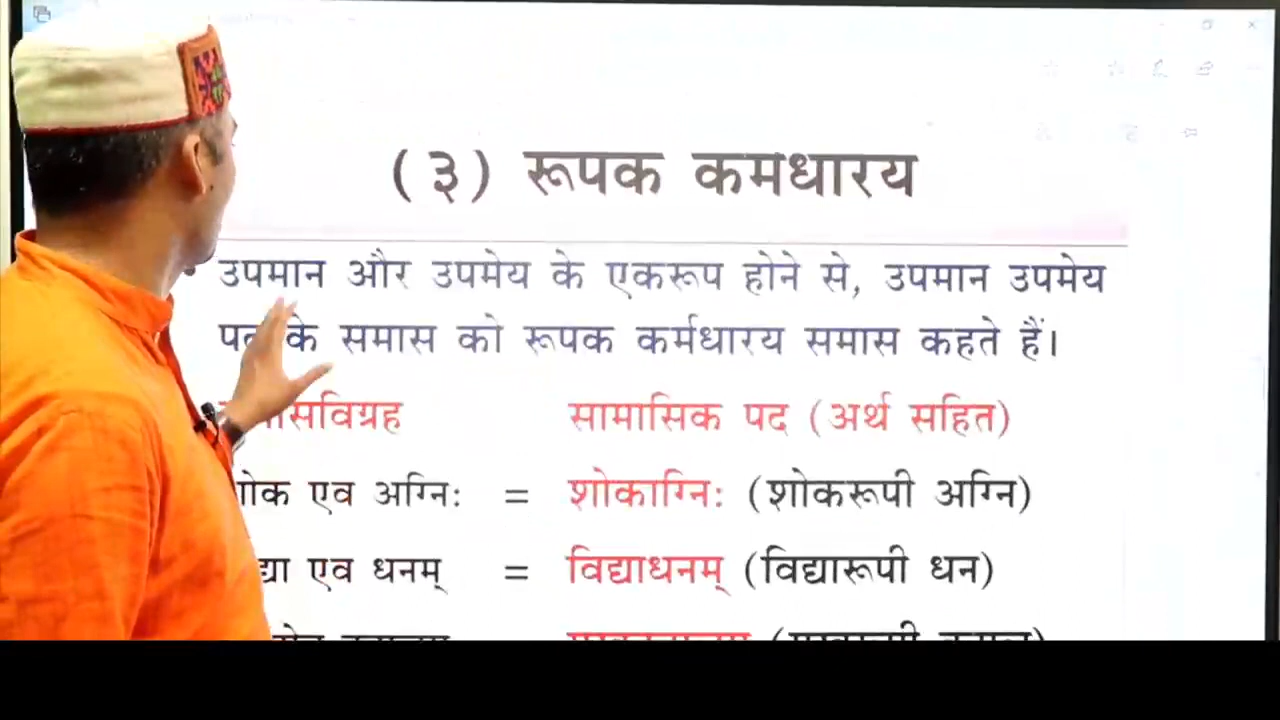 (३) रूपक कमधारय
उपमान और उपमेय के एकरूप होने से, उपमान उपमेय
के समास को रूपक कर्मधारय समास कहते हैं।
सामासिक पद (अर्थ सहित)
एव अग्निः = शोकाग्निः (शोकरूपी अग्नि)
एव धनम् = विद्याधनम् (विद्यारूपी धन)